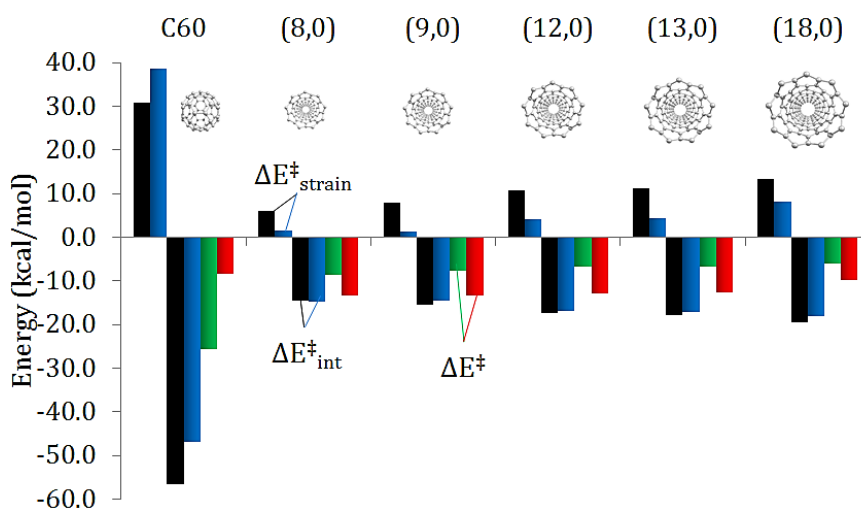 C60 (8,0) (9,0) (12,0) (13,0) (18,0)
Energy (kcal/mol)
40.0
30.0
20.0
10.0
0.0
-10.0
-20.0
-30.0
-40.0
-50.0
-60.0
ΔE‡strain
ΔE‡int
ΔE‡